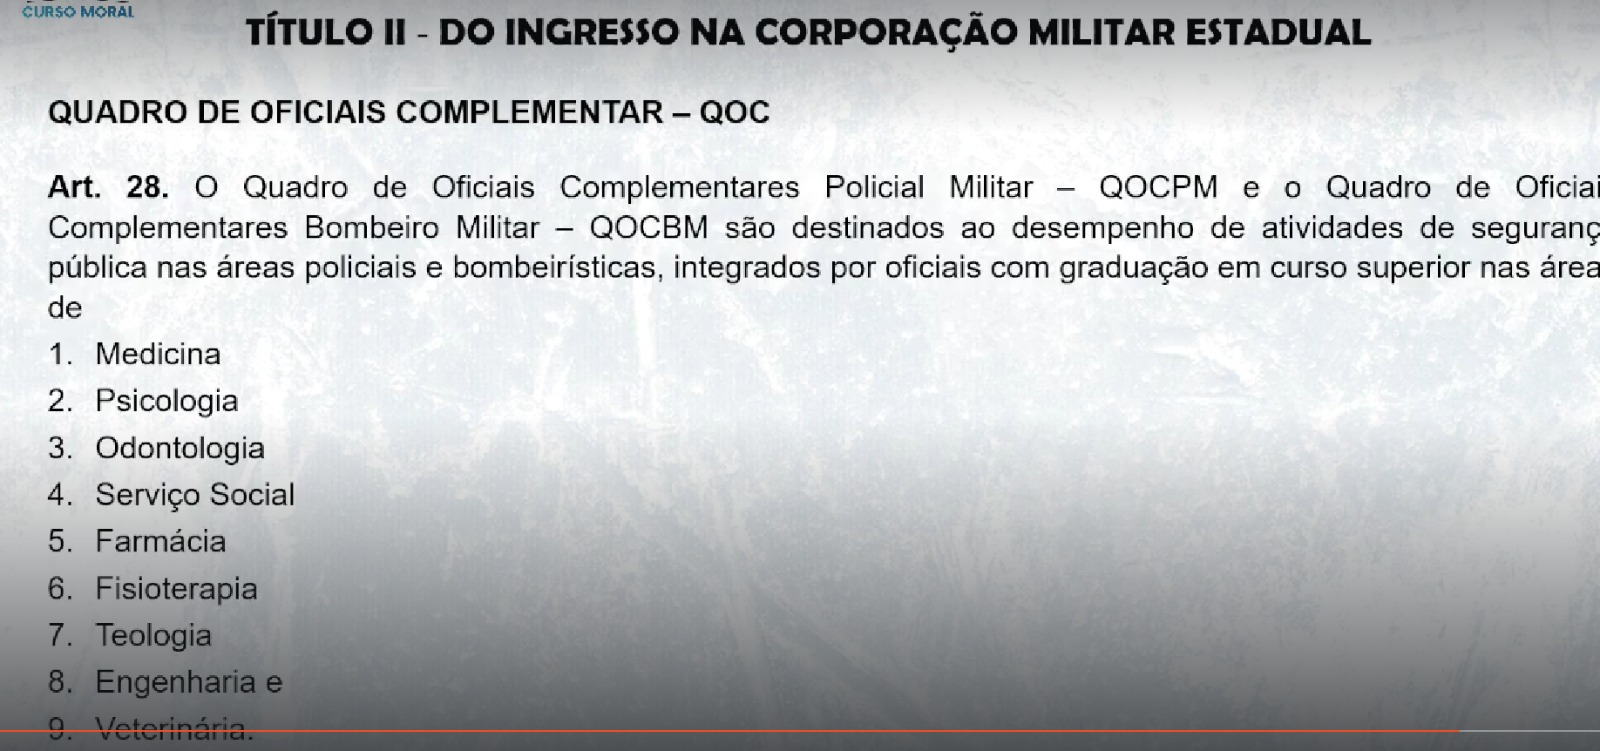 CURSO MORAL
TÍTULO II - DO INGRESSO NA CORPORAÇÃO MILITAR ESTADUAL
QUADRO DE OFICIAIS COMPLEMENTAR – QOC
Art. 28. O Quadro de Oficiais Complementares Policial Militar – QOCPM e o Quadro de Oficiai
Complementares Bombeiro Militar – QOCBM são destinados ao desempenho de atividades de seguranç
pública nas áreas policiais e bombeirísticas, integrados por oficiais com graduação em curso superior nas área
de
1. Medicina
2. Psicologia
3. Odontologia
4. Serviço Social
5. Farmácia
6. Fisioterapia
7. Teologia
8. Engenharia e
9. Veterinária.